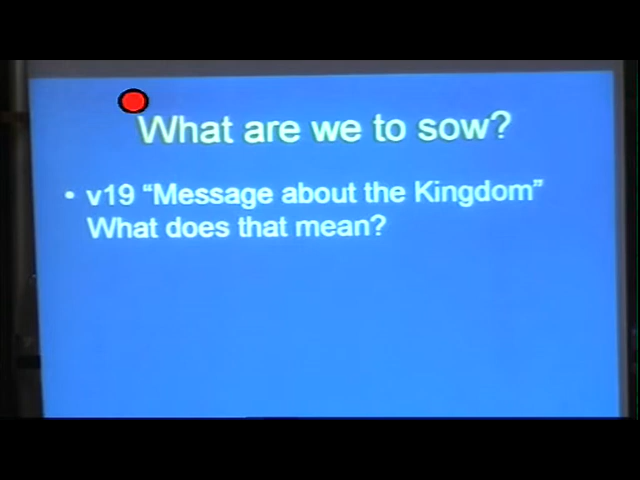 What are we to sow?
• v19 “Message about the Kingdom”
What does that mean?